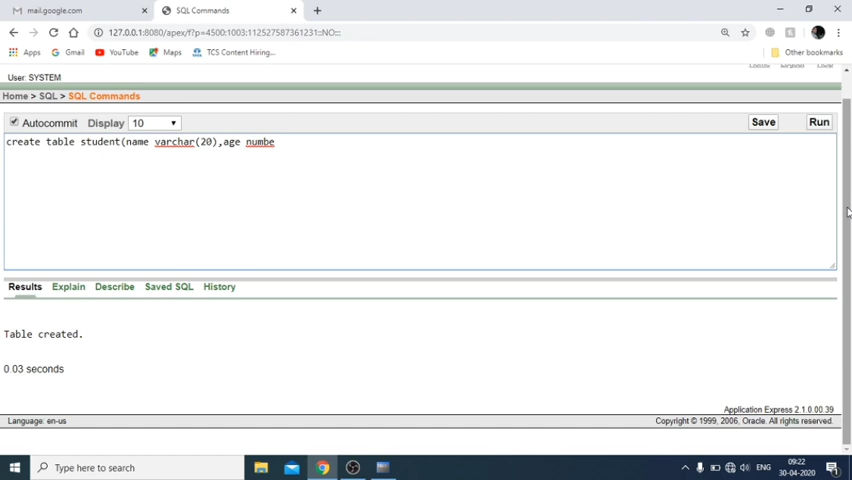 mail.google.com
SQL Commands
127.0.0.1:8080/apex/f?p=4500:1003:112527587361231::NO:::
Apps Gmail YouTube Maps TCS Content Hiring... Other bookmarks
User: SYSTEM
Home > SQL > SQL Commands
Autocommit Display 10 Save Run
create table student(name varchar(20),age numbe
Results Explain Describe Saved SQL History
Table created.
0.03 seconds
Application Express 2.1.0.00.39
Language: en-us Copyright © 1999, 2006, Oracle. All rights reserved.
Type here to search
ENG
09:22
30-04-2020